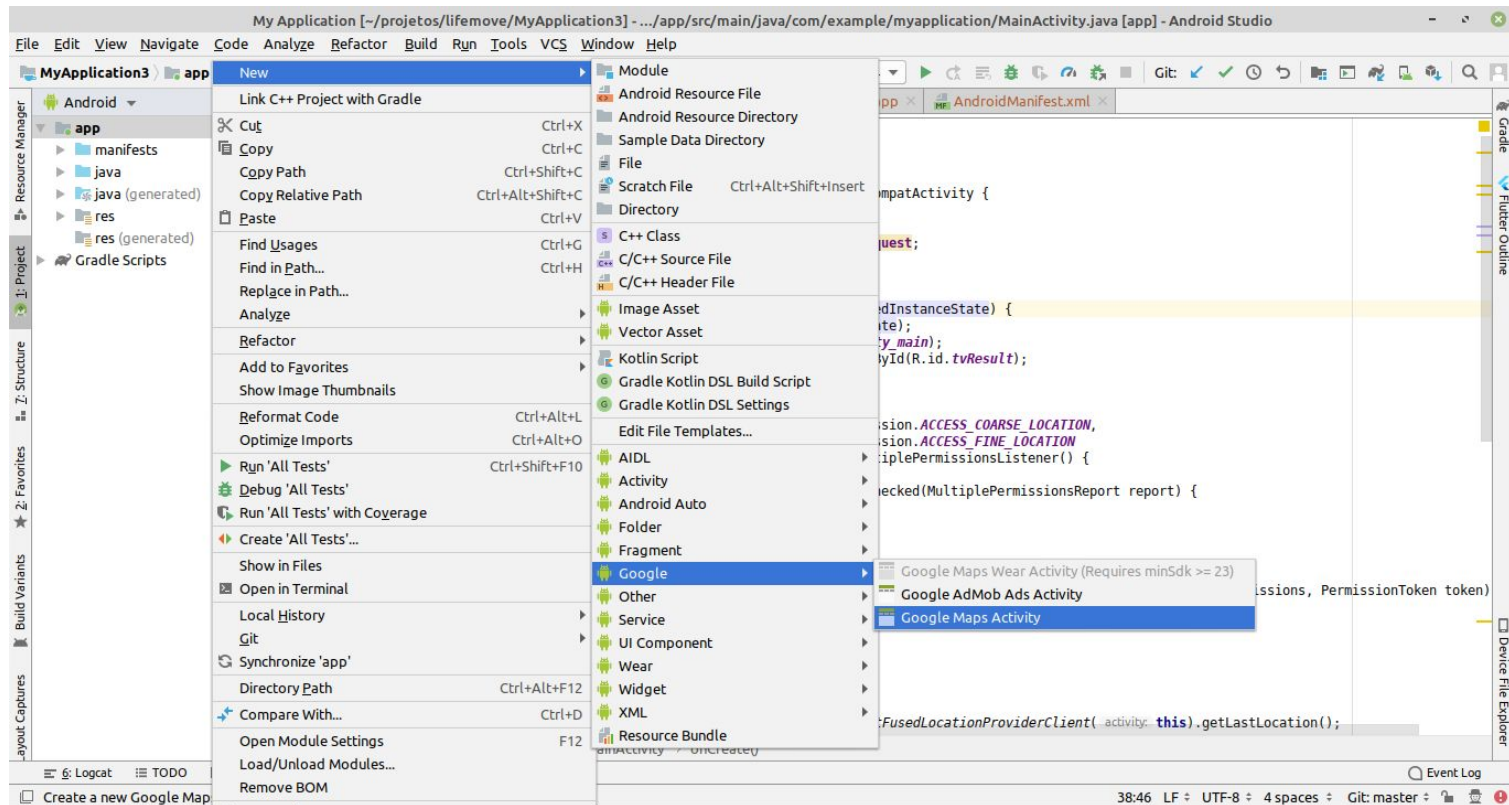 My Application [~/projetos/lifemove/MyApplication3] - .../app/src/main/java/com/example/myapplication/MainActivity.java [app] - Android Studio
File Edit View Navigate Code Analyze Refactor Build Run Tools VCS Window Help
MyApplication3 app
Git:
Android
app
manifests
java
java (generated)
res
res (generated)
Gradle Scripts
Resource Manager
1: Project
7: Structure
2: Favorites
Build Variants
Layout Captures
New
Link C++ Project with Gradle
Cut Ctrl+X
Copy Ctrl+C
Copy Path Ctrl+Shift+C
Copy Relative Path Ctrl+Alt+Shift+C
Paste Ctrl+V
Find Usages Ctrl+G
Find in Path... Ctrl+H
Replace in Path...
Analyze
Refactor
Add to Favorites
Show Image Thumbnails
Reformat Code Ctrl+Alt+L
Optimize Imports Ctrl+Alt+O
Run 'All Tests' Ctrl+Shift+F10
Debug 'All Tests'
Run 'All Tests' with Coverage
Create 'All Tests'...
Show in Files
Open in Terminal
Local History
Git
Synchronize 'app'
Directory Path Ctrl+Alt+F12
Compare With... Ctrl+D
Open Module Settings F12
Load/Unload Modules...
Remove BOM
Module
Android Resource File
Android Resource Directory
Sample Data Directory
File
Scratch File Ctrl+Alt+Shift+Insert
Directory
C++ Class
C/C++ Source File
C/C++ Header File
Image Asset
Vector Asset
Kotlin Script
Gradle Kotlin DSL Build Script
Gradle Kotlin DSL Settings
Edit File Templates...
AIDL
Activity
Android Auto
Folder
Fragment
Google
Other
Service
UI Component
Wear
Widget
XML
Resource Bundle
Google Maps Wear Activity (Requires minSdk >= 23)
Google AdMob Ads Activity
Google Maps Activity
app AndroidManifest.xml
ompatActivity {
quest;
edInstanceState) {
ate);
ty_main);
ById(R.id.tvResult);
ssion.ACCESS_COARSE_LOCATION,
ssion.ACCESS_FINE_LOCATION
tiplePermissionsListener() {
hecked(MultiplePermissionsReport report) {
issions, PermissionToken token)
tFusedLocationProviderClient( activity: this).getLastLocation();
MainActivity onCreate()
Gradle
Flutter Outline
Device File Explorer
6: Logcat TODO
Event Log
Create a new Google Map
38:46 LF UTF-8 4 spaces Git: master